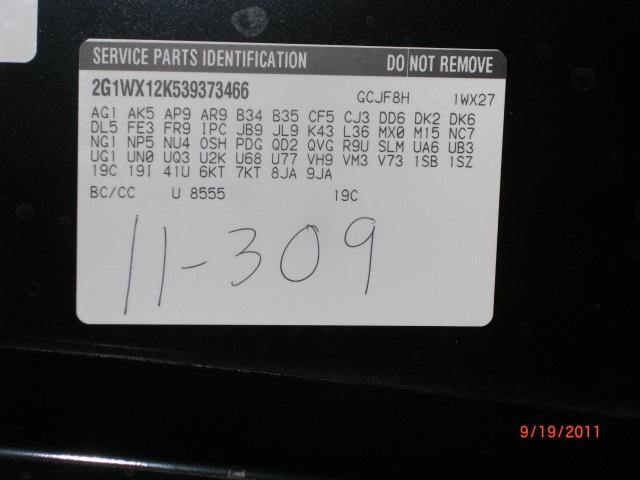 SERVICE PARTS IDENTIFICATION DO NOT REMOVE
2G1WX12K539373466 GCJF8H 1WX27
AG1 AK5 AP9 AR9 B34 B35 CF5 CJ3 DD6 DK2 DK6
DL5 FE3 FR9 IPC JB9 JL9 K43 L36 MX0 M15 NC7
NG1 NP5 NU4 OSH PDG QD2 QVG R9U SLM UA6 UB3
UG1 UN0 UQ3 U2K U68 U77 VH9 VM3 V73 1SB 1SZ
19C 19I 41U 6KT 7KT 8JA 9JA
BC/CC U 8555 19C
11-309
9/19/2011